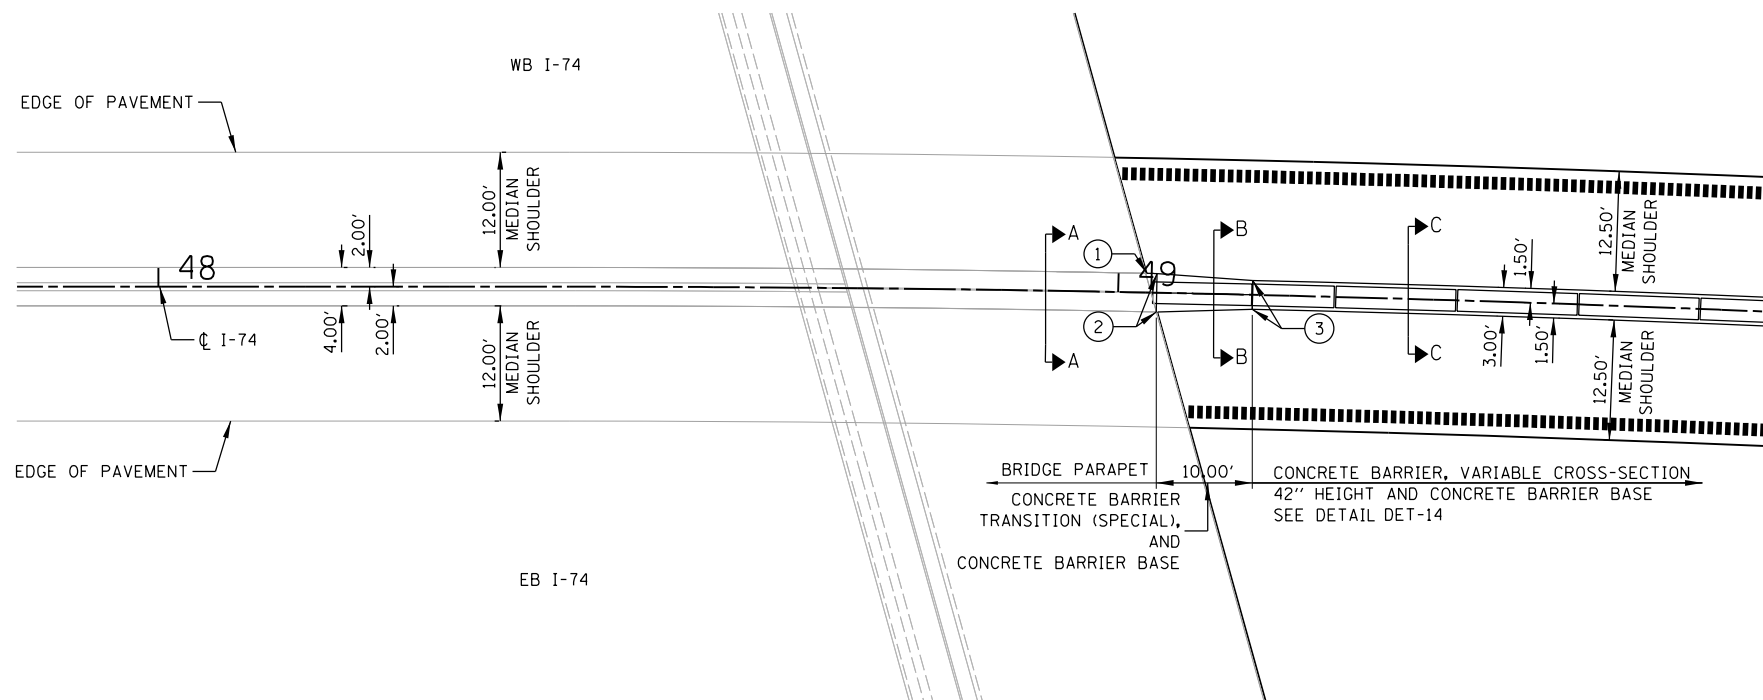 WB I-74
EDGE OF PAVEMENT
12.00'
MEDIAN
SHOULDER
2.00'
48
4.00'
2.00'
℄ I-74
12.00'
MEDIAN
SHOULDER
EDGE OF PAVEMENT
EB I-74
A
A
B
B
C
C
1
49
2
3
12.50'
MEDIAN
SHOULDER
1.50'
3.00'
1.50'
12.50'
MEDIAN
SHOULDER
BRIDGE PARAPET
10.00'
CONCRETE BARRIER
TRANSITION (SPECIAL),
AND
CONCRETE BARRIER BASE
CONCRETE BARRIER, VARIABLE CROSS-SECTION
42'' HEIGHT AND CONCRETE BARRIER BASE
SEE DETAIL DET-14